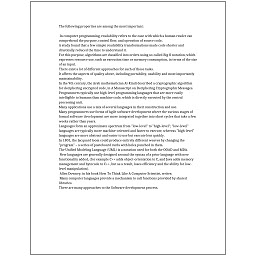 The following properties are among the most important:
In computer programming, readability refers to the ease with which a human reader can
comprehend the purpose, control flow, and operation of source code.
A study found that a few simple readability transformations made code shorter and
drastically reduced the time to understand it.
For this purpose, algorithms are classified into orders using so-called Big O notation, which
expresses resource use, such as execution time or memory consumption, in terms of the size
of an input.
There exist a lot of different approaches for each of those tasks.
It affects the aspects of quality above, including portability, usability and most importantly
maintainability.
In the 9th century, the Arab mathematician Al-Kindi described a cryptographic algorithm
for deciphering encrypted code, in A Manuscript on Deciphering Cryptographic Messages.
Programmers typically use high-level programming languages that are more easily
intelligible to humans than machine code, which is directly executed by the central
processing unit.
Many applications use a mix of several languages in their construction and use.
Many programmers use forms of Agile software development where the various stages of
formal software development are more integrated together into short cycles that take a few
weeks rather than years.
Languages form an approximate spectrum from "low-level" to "high-level"; "low-level"
languages are typically more machine-oriented and faster to execute, whereas "high-level"
languages are more abstract and easier to use but execute less quickly.
In 1801, the Jacquard loom could produce entirely different weaves by changing the
"program" – a series of pasteboard cards with holes punched in them.
The Unified Modeling Language (UML) is a notation used for both the OOAD and MDA.
New languages are generally designed around the syntax of a prior language with new
functionality added, (for example C++ adds object-orientation to C, and Java adds memory
management and bytecode to C++, but as a result, loses efficiency and the ability for low-
level manipulation).
Allen Downey, in his book How To Think Like A Computer Scientist, writes:
Many computer languages provide a mechanism to call functions provided by shared
libraries.
There are many approaches to the Software development process.